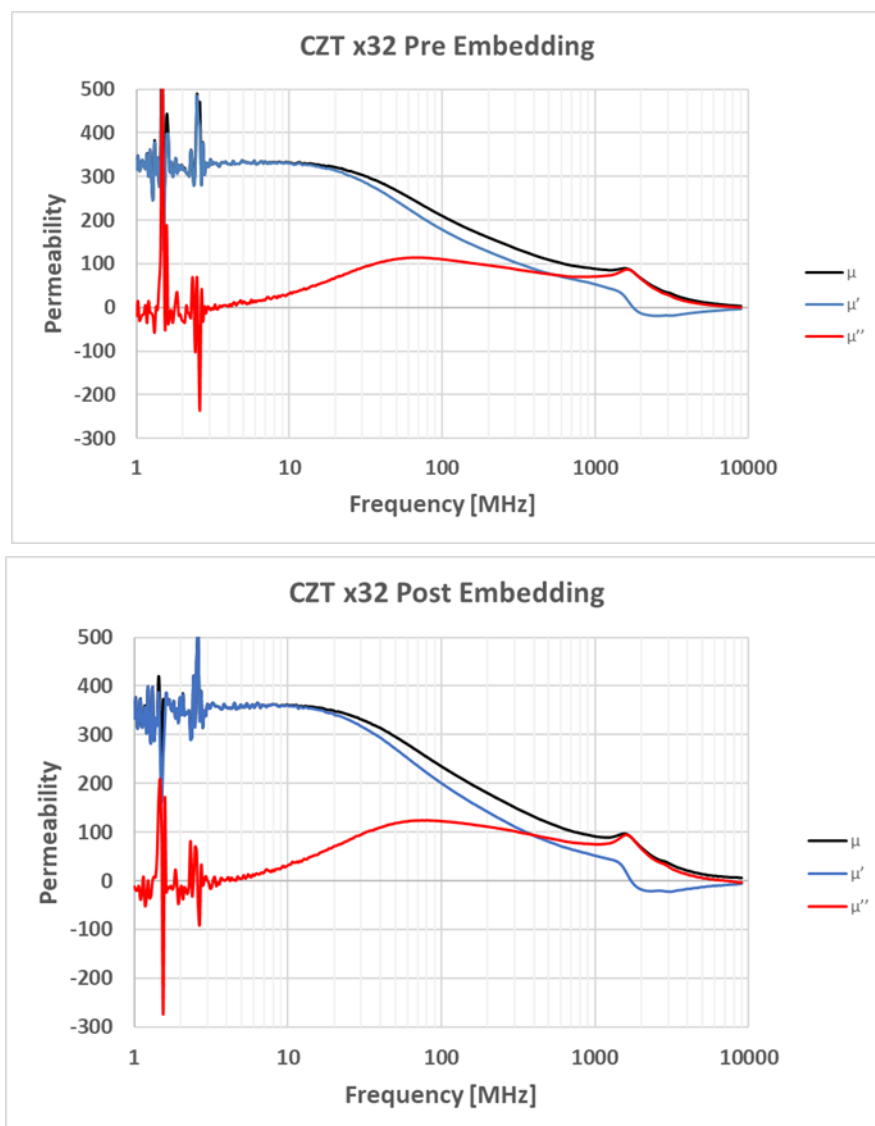 CZT x32 Pre Embedding
500
400
300
200
100
0
-100
-200
-300
Permeability
1 10 100 1000 10000
Frequency [MHz]
μ
μ'
μ''
CZT x32 Post Embedding
500
400
300
200
100
0
-100
-200
-300
Permeability
1 10 100 1000 10000
Frequency [MHz]
μ
μ'
μ''